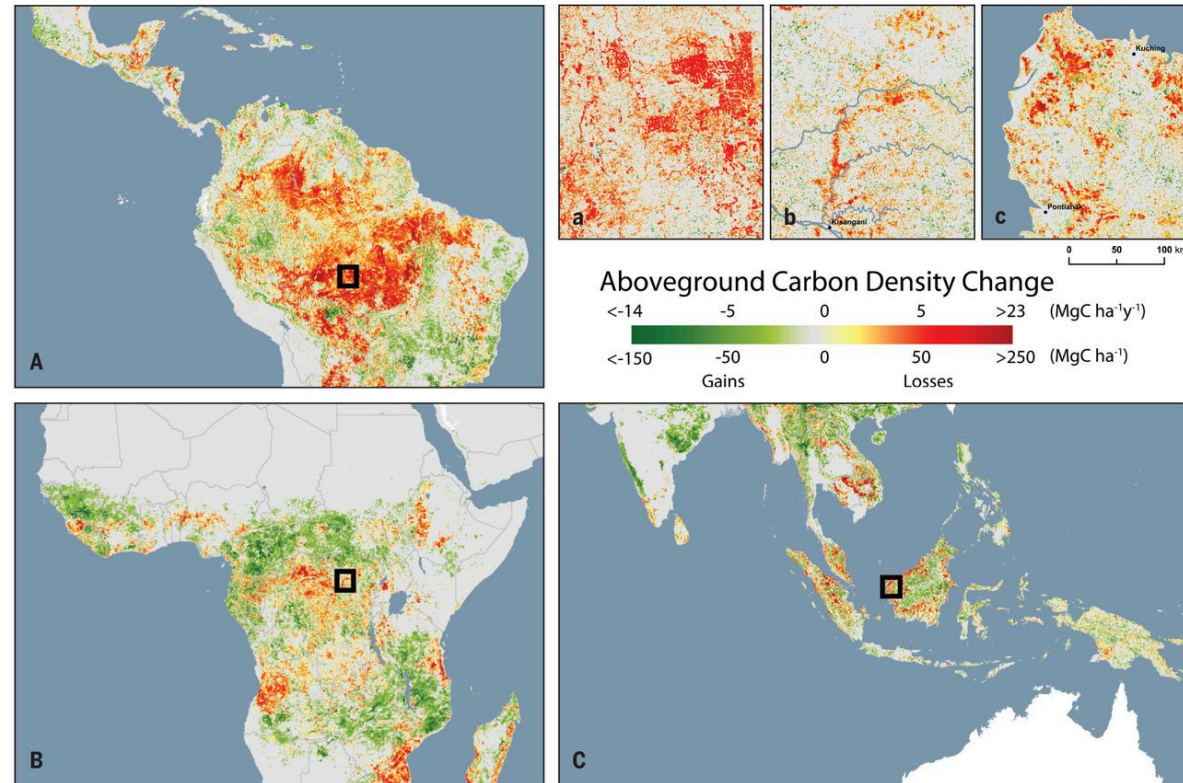 A
a
b
Kisangani
c
Kuching
Pontianak
0 50 100 km
Aboveground Carbon Density Change
<-14 -5 0 5 >23 (MgC ha⁻¹y⁻¹)
<-150 -50 0 50 >250 (MgC ha⁻¹)
Gains Losses
B
C